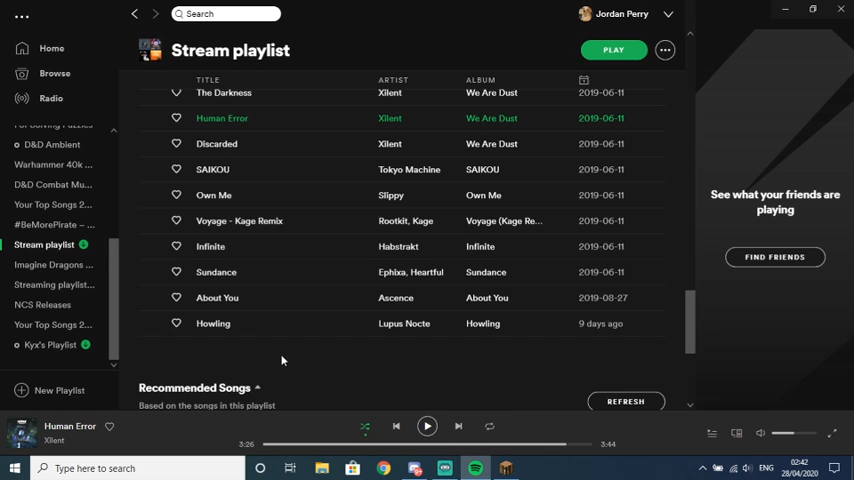 Search
Jordan Perry
Home
Browse
Radio
For Solving Puzzles
D&D Ambient
Warhammer 40k ...
D&D Combat Mu...
Your Top Songs 2...
#BeMorePirate – ...
Stream playlist
Imagine Dragons ...
Streaming playlist...
NCS Releases
Your Top Songs 2...
Kyx's Playlist
New Playlist
Stream playlist
PLAY
TITLE ARTIST ALBUM
The Darkness Xilent We Are Dust 2019-06-11
Human Error Xilent We Are Dust 2019-06-11
Discarded Xilent We Are Dust 2019-06-11
SAIKOU Tokyo Machine SAIKOU 2019-06-11
Own Me Slippy Own Me 2019-06-11
Voyage - Kage Remix Rootkit, Kage Voyage (Kage Re... 2019-06-11
Infinite Habstrakt Infinite 2019-06-11
Sundance Ephixa, Heartful Sundance 2019-06-11
About You Ascence About You 2019-08-27
Howling Lupus Nocte Howling 9 days ago
Recommended Songs
Based on the songs in this playlist
REFRESH
See what your friends are
playing
FIND FRIENDS
Human Error
Xilent
3:26 3:44
Type here to search
ENG
02:42
28/04/2020